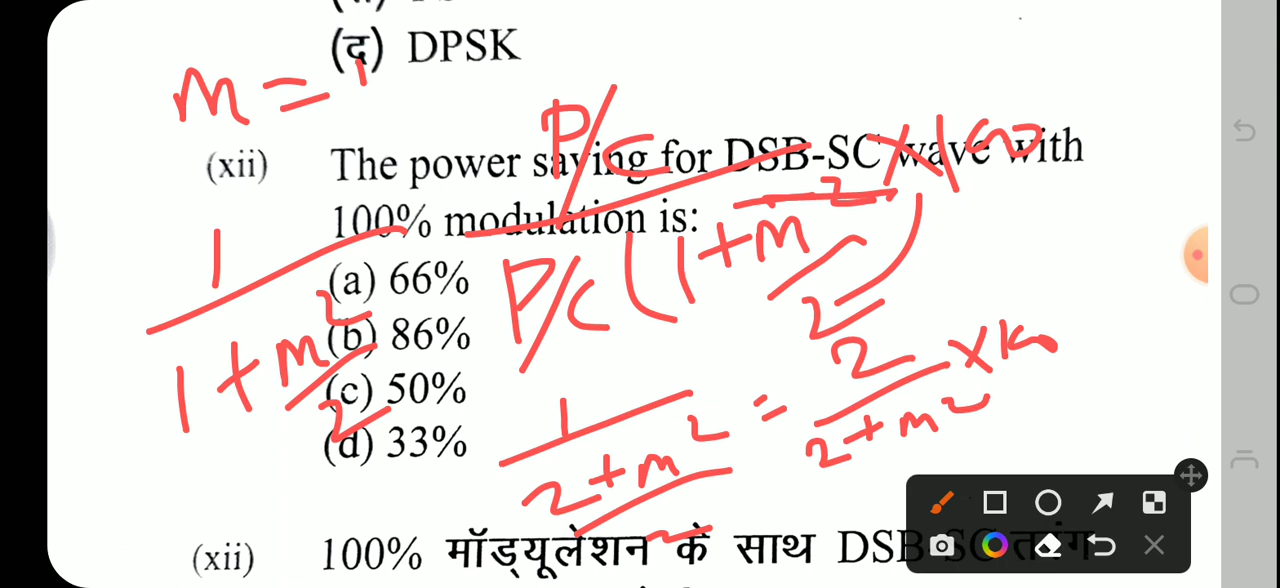 (द) DPSK
m = 1
P/c × 100
(xii) The power saving for DSB-SC wave with
100% modulation is:
P/c (1 + m²/2)
1
1 + m²/2
(a) 66%
(b) 86%
(c) 50%
(d) 33%
1
2 + m²
2
= 2 × 100
2 + m²
(xii) 100% मॉड्यूलेशन के साथ DSB-SC तरंग